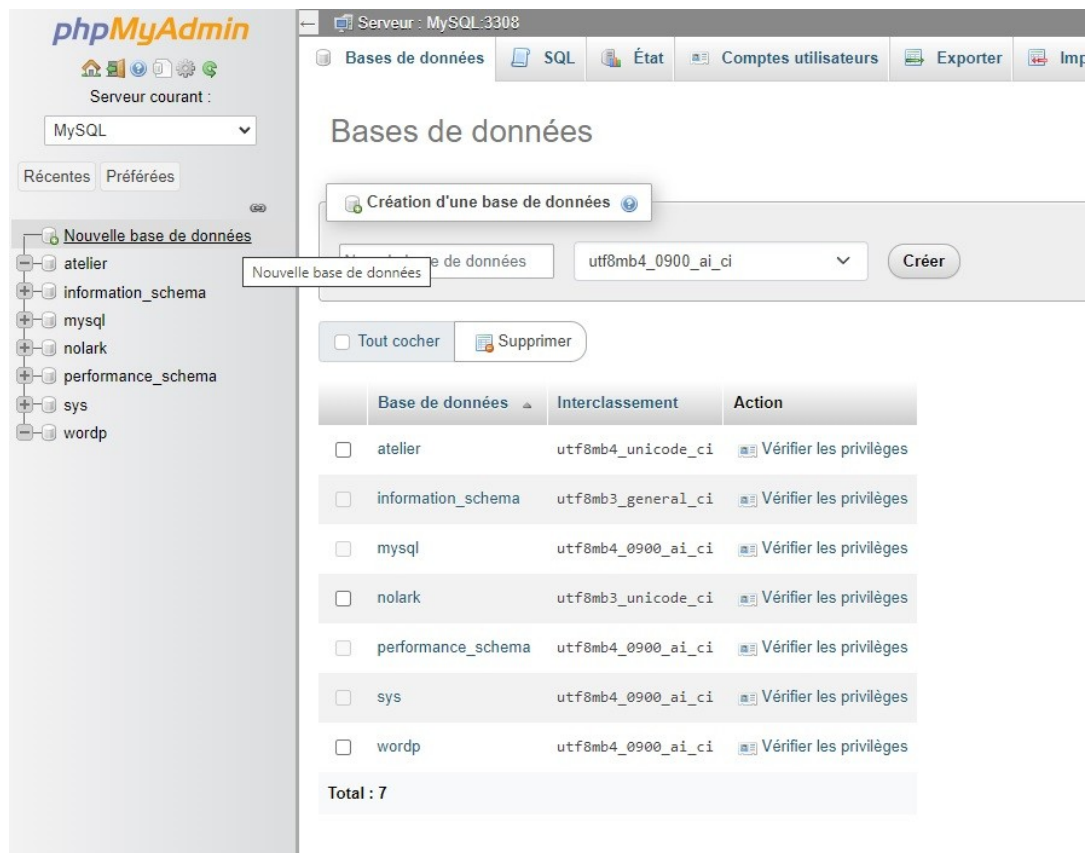 phpMyAdmin
Serveur courant :
MySQL
Récentes Préférées
Nouvelle base de données
atelier
information_schema
mysql
nolark
performance_schema
sys
wordp
Serveur : MySQL:3308
Bases de données SQL État Comptes utilisateurs Exporter Imp
Bases de données
Création d'une base de données
e de données utf8mb4_0900_ai_ci Créer
Nouvelle base de données
Tout cocher Supprimer
Base de données Interclassement Action
atelier utf8mb4_unicode_ci Vérifier les privilèges
information_schema utf8mb3_general_ci Vérifier les privilèges
mysql utf8mb4_0900_ai_ci Vérifier les privilèges
nolark utf8mb3_unicode_ci Vérifier les privilèges
performance_schema utf8mb4_0900_ai_ci Vérifier les privilèges
sys utf8mb4_0900_ai_ci Vérifier les privilèges
wordp utf8mb4_0900_ai_ci Vérifier les privilèges
Total : 7